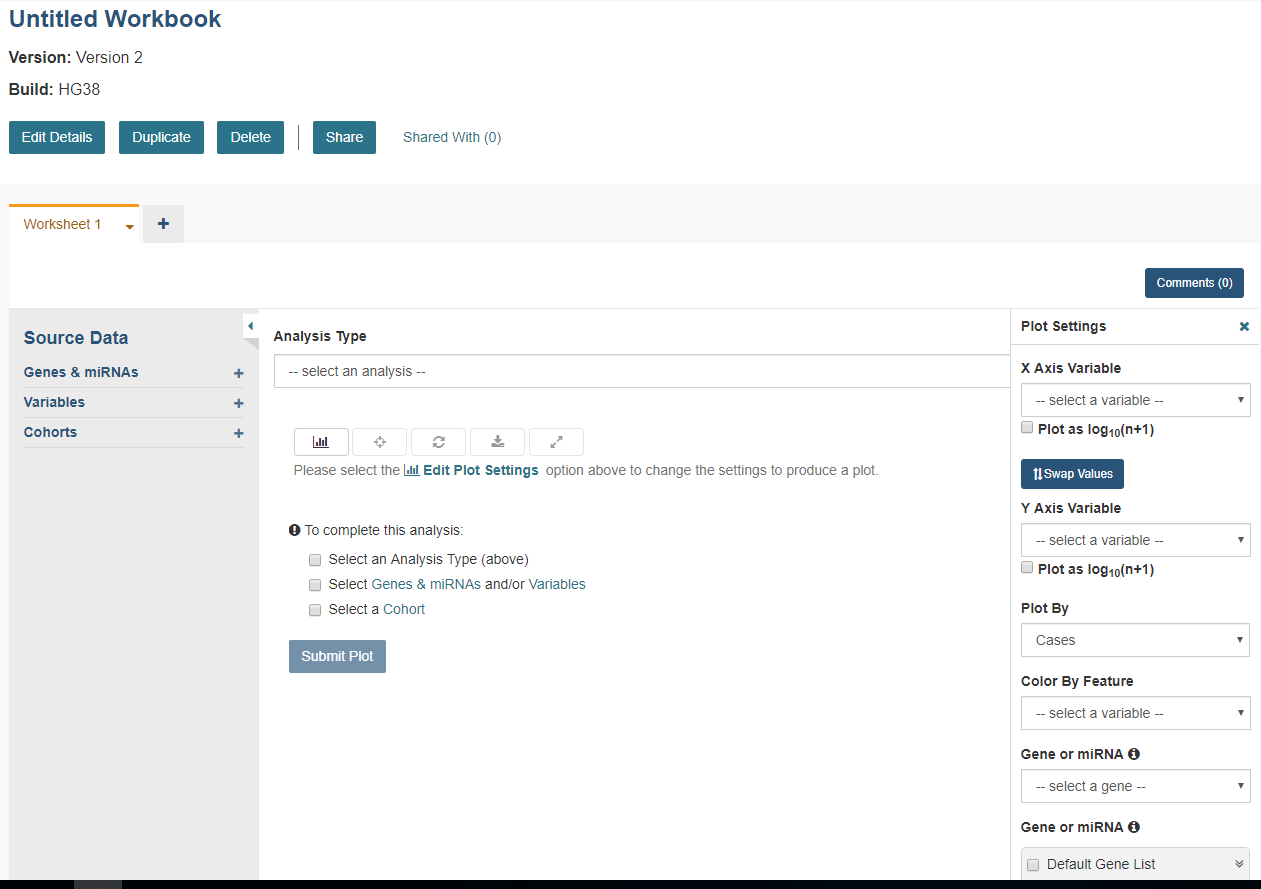 Untitled Workbook
Version: Version 2
Build: HG38
Edit Details Duplicate Delete Share Shared With (0)
Worksheet 1 +
Comments (0)
Source Data
Genes & miRNAs +
Variables +
Cohorts +
Analysis Type
-- select an analysis --
Please select the Edit Plot Settings option above to change the settings to produce a plot.
To complete this analysis:
Select an Analysis Type (above)
Select Genes & miRNAs and/or Variables
Select a Cohort
Submit Plot
Plot Settings
X Axis Variable
-- select a variable --
Plot as log10(n+1)
Swap Values
Y Axis Variable
-- select a variable --
Plot as log10(n+1)
Plot By
Cases
Color By Feature
-- select a variable --
Gene or miRNA
-- select a gene --
Gene or miRNA
Default Gene List